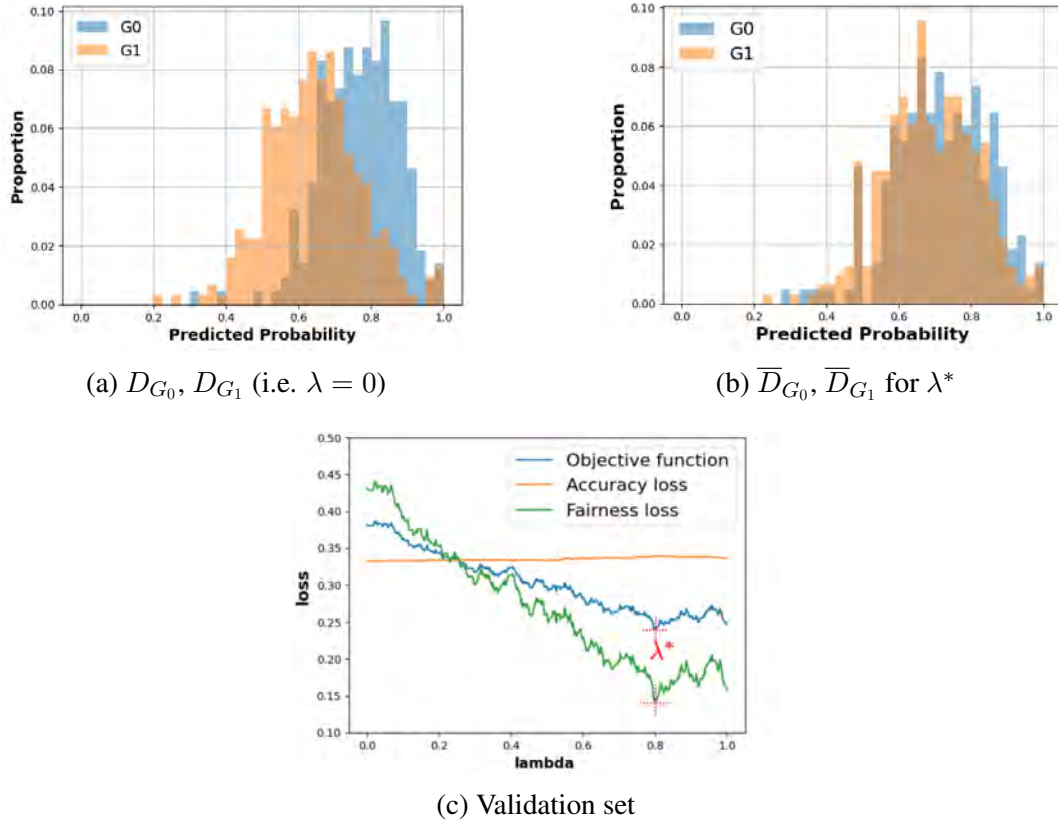 0.10
0.08
0.06
0.04
0.02
0.00
Proportion
G0
G1
0.0 0.2 0.4 0.6 0.8 1.0
Predicted Probability
(a) D_{G_0}, D_{G_1} (i.e. λ = 0)
0.10
0.08
0.06
0.04
0.02
0.00
Proportion
G0
G1
0.0 0.2 0.4 0.6 0.8 1.0
Predicted Probability
(b) \overline{D}_{G_0}, \overline{D}_{G_1} for λ*
0.50
0.45
0.40
0.35
0.30
0.25
0.20
0.15
0.10
loss
Objective function
Accuracy loss
Fairness loss
λ*
0.0 0.2 0.4 0.6 0.8 1.0
lambda
(c) Validation set